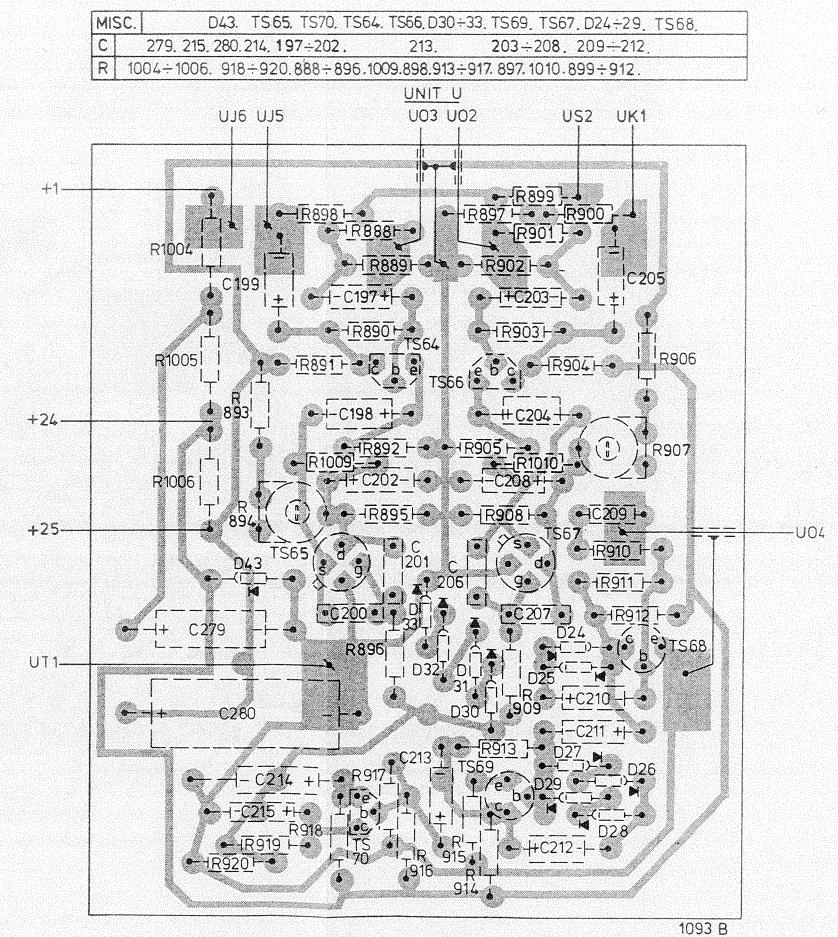 MISC. D43. TS65, TS70, TS64, TS66, D30÷33, TS69, TS67, D24÷29, TS68,
C 279. 215, 280. 214. 197÷202. 213. 203÷208. 209÷212.
R 1004÷1006. 918÷920. 888÷896. 1009. 898. 913÷917. 897. 1010. 899÷912.
UNIT U
UJ6 UJ5 UO3 UO2 US2 UK1
+1
R899
R898 R897 R900
R888 R901
R1004
R889 R902
C199 C205
-C197+ +C203-
R890 R903
TS64
R1005 R891 c b e e b c R904 R906
TS66
R
893
-C198+ +C204-
+24
R892 R905 R907
R1009 R1010
R1006 +C202- -C208+
R
894
R895 R908 C209
+25 TS67 UO4
TS65 d C
201 s R910
s g C
206 d
D43 g R911
C200 C207 R912
+ C279 - D
33 D24 c e TS68
R896 b
UT1 D32 D25
D
31 R
909 +C210-
+ C280 - D30
-C211+
R913 D27
C213
-C214+ R917 TS69 D26
e e D29
-C215+ b b
R918 c c
D28
R919 TS
70 R
915 +C212-
R920 R
916 R
914
1093 B